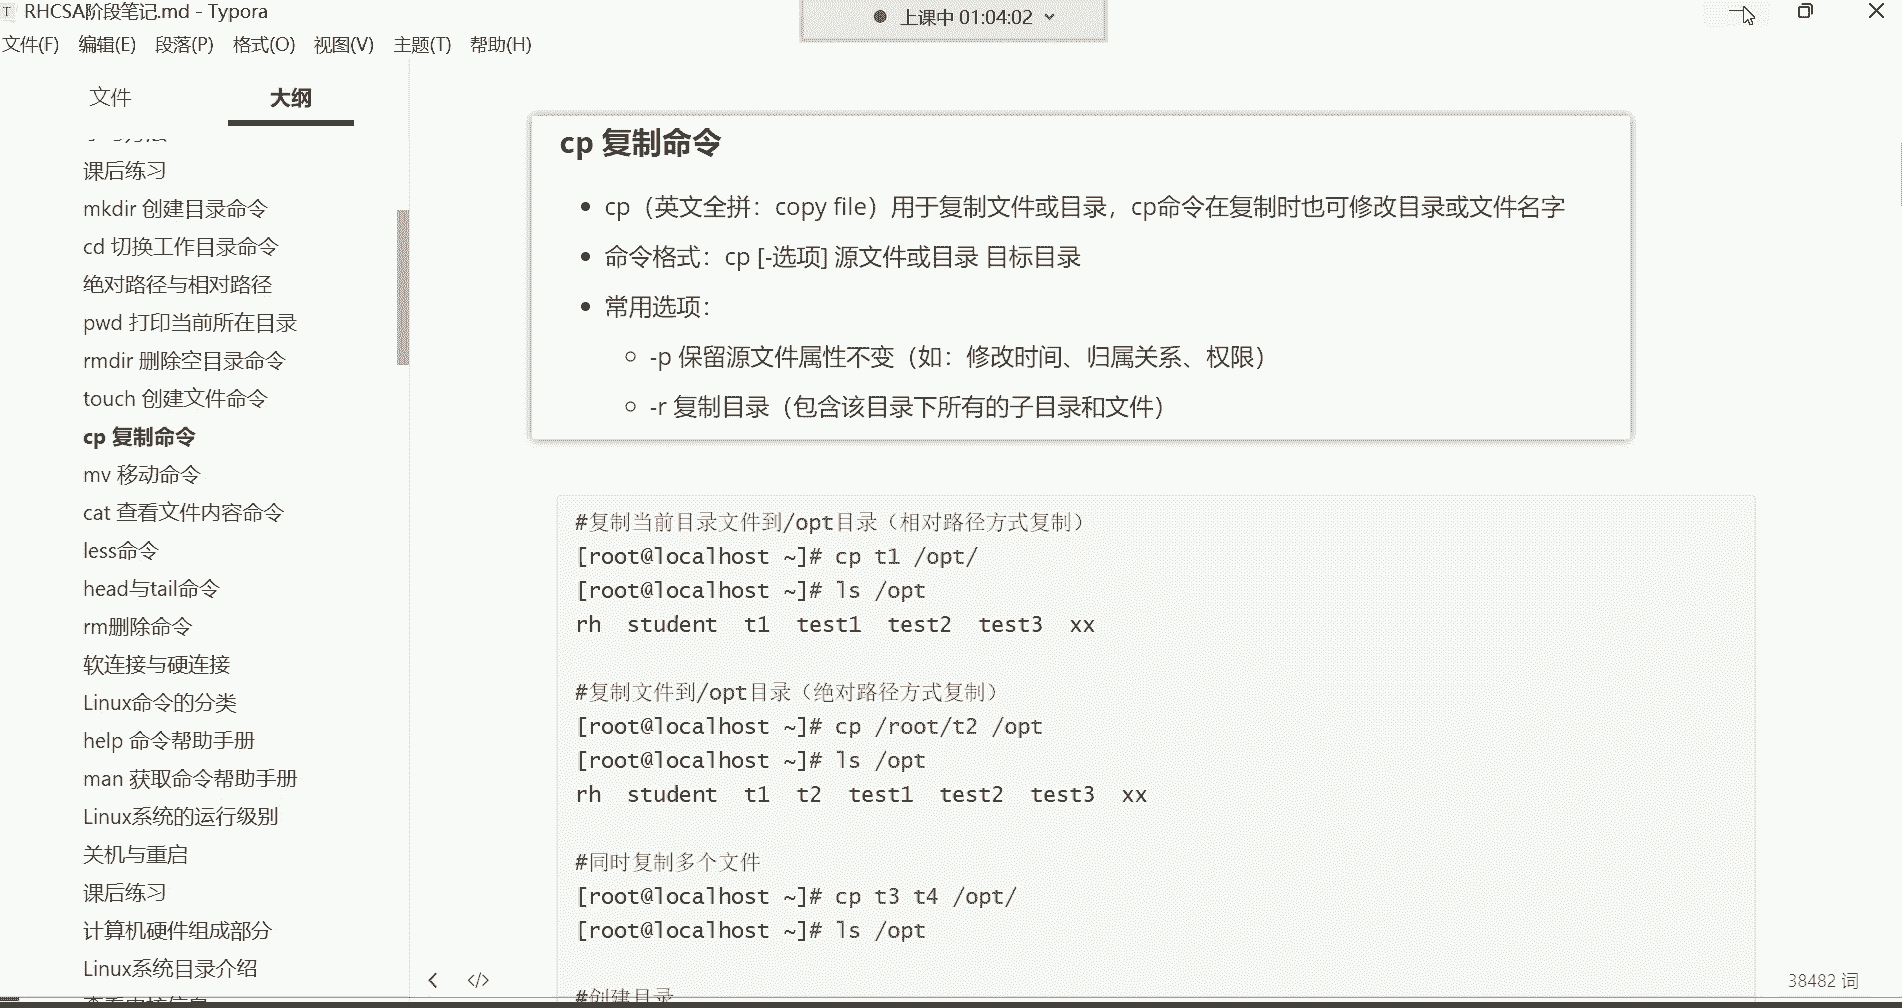 RHCSA阶段笔记.md - Typora
上课中 01:04:02
文件(F) 编辑(E) 段落(P) 格式(O) 视图(V) 主题(T) 帮助(H)
文件 大纲
课后练习
mkdir 创建目录命令
cd 切换工作目录命令
绝对路径与相对路径
pwd 打印当前所在目录
rmdir 删除空目录命令
touch 创建文件命令
cp 复制命令
mv 移动命令
cat 查看文件内容命令
less命令
head与tail命令
rm删除命令
软连接与硬连接
Linux命令的分类
help 命令帮助手册
man 获取命令帮助手册
Linux系统的运行级别
关机与重启
课后练习
计算机硬件组成部分
Linux系统目录介绍
cp 复制命令
cp（英文全拼：copy file）用于复制文件或目录，cp命令在复制时也可修改目录或文件名字
命令格式：cp [-选项] 源文件或目录 目标目录
常用选项：
-p 保留源文件属性不变（如：修改时间、归属关系、权限）
-r 复制目录（包含该目录下所有的子目录和文件）
#复制当前目录文件到/opt目录（相对路径方式复制）
[root@localhost ~]# cp t1 /opt/
[root@localhost ~]# ls /opt
rh student t1 test1 test2 test3 xx
#复制文件到/opt目录（绝对路径方式复制）
[root@localhost ~]# cp /root/t2 /opt
[root@localhost ~]# ls /opt
rh student t1 t2 test1 test2 test3 xx
#同时复制多个文件
[root@localhost ~]# cp t3 t4 /opt/
[root@localhost ~]# ls /opt
#创建目录
38482 词